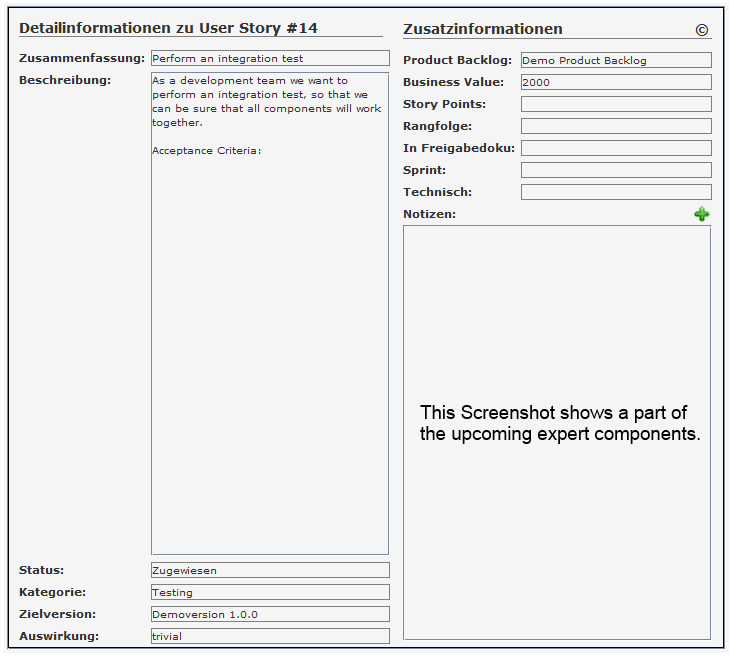 Detailinformationen zu User Story #14
Zusammenfassung: Perform an integration test
Beschreibung: As a development team we want to
perform an integration test, so that we
can be sure that all components will work
together.
Acceptance Criteria:
Status: Zugewiesen
Kategorie: Testing
Zielversion: Demoversion 1.0.0
Auswirkung: trivial
Zusatzinformationen ©
Product Backlog: Demo Product Backlog
Business Value: 2000
Story Points:
Rangfolge:
In Freigabedoku:
Sprint:
Technisch:
Notizen:
This Screenshot shows a part of
the upcoming expert components.